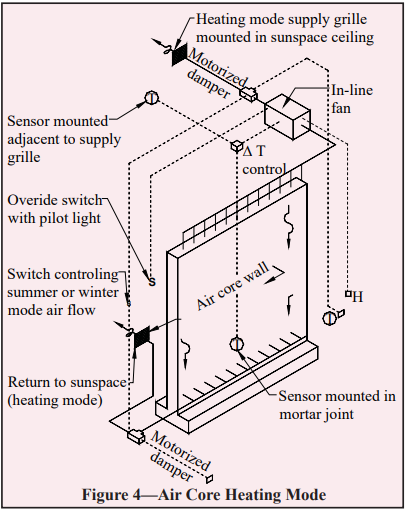 Heating mode supply grille
mounted in sunspace ceiling
Motorized
damper
In-line
fan
Sensor mounted
adjacent to supply
grille
Δ T
control
Overide switch
with pilot light
S
Switch controling
summer or winter
mode air flow
S
Air core wall
H
Return to sunspace
(heating mode)
Sensor mounted in
mortar joint
Motorized
damper
Figure 4—Air Core Heating Mode